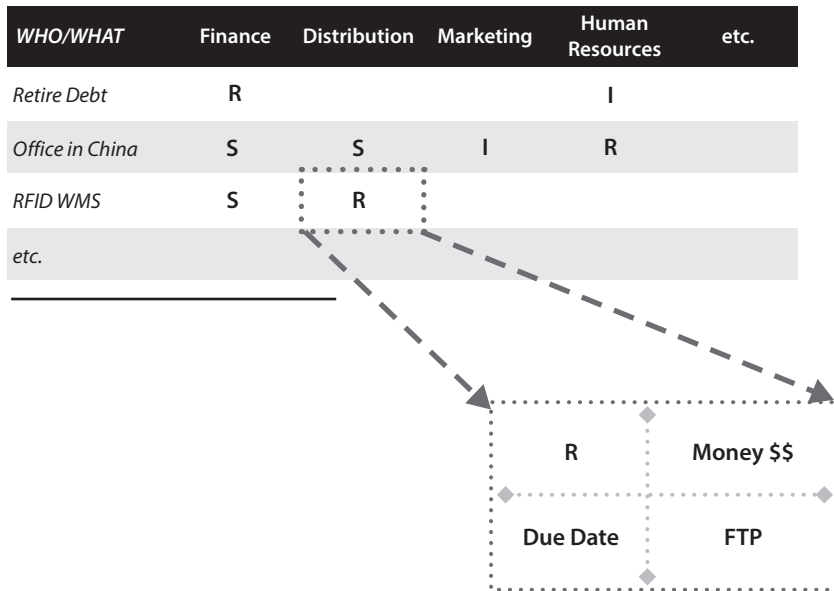 WHO/WHAT Finance Distribution Marketing Human Resources etc.
Retire Debt R I
Office in China S S I R
RFID WMS S R
etc.
R Money $$
Due Date FTP